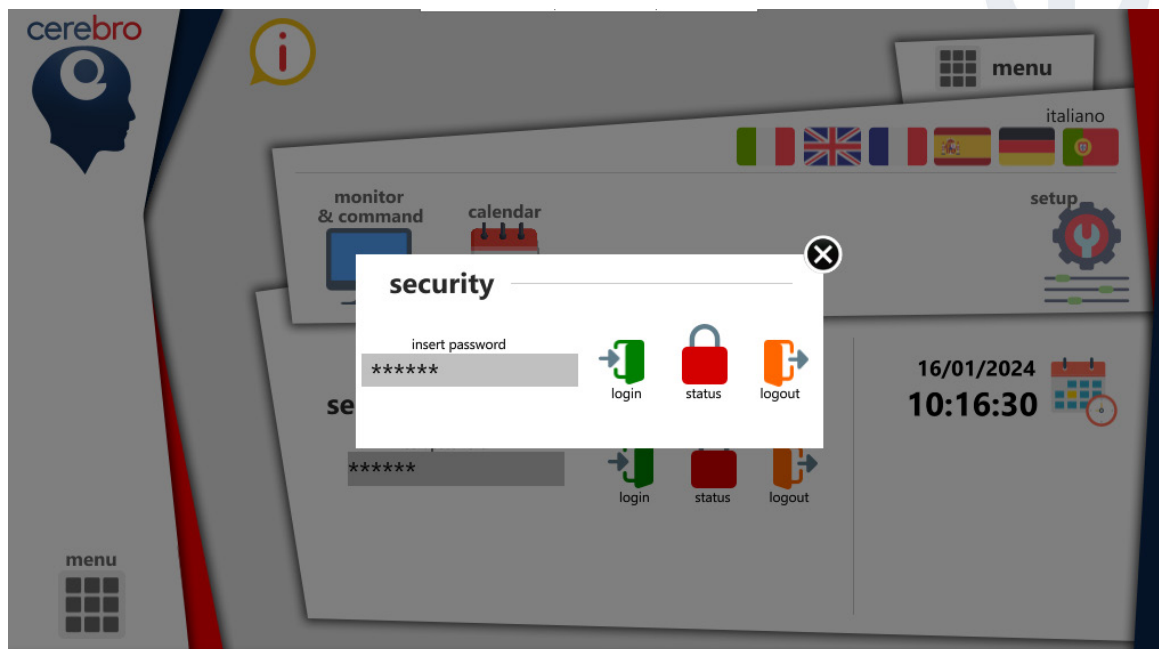 cerebro
menu
italiano
monitor
& command
calendar
setup
security
insert password
******
login
status
logout
16/01/2024
10:16:30
se
******
login
status
logout
menu